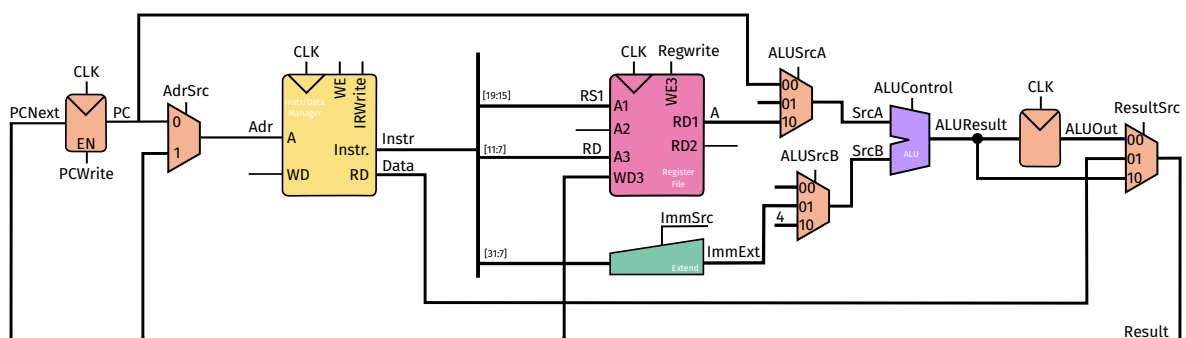 CLK
PCNext
PC
EN
PCWrite
AdrSrc
0
1
Adr
CLK
WE
IRWrite
Instr/Data
Manager
A
Instr.
WD
RD
Instr
Data
[19:15]
RS1
[11:7]
RD
[31:7]
CLK
Regwrite
WE3
A1
A2
A3
WD3
RD1
RD2
Register
File
A
ImmSrc
Extend
ImmExt
ALUSrcA
00
01
10
ALUSrcB
00
01
4
10
SrcA
SrcB
ALUControl
ALU
ALUResult
CLK
ALUOut
ResultSrc
00
01
10
Result